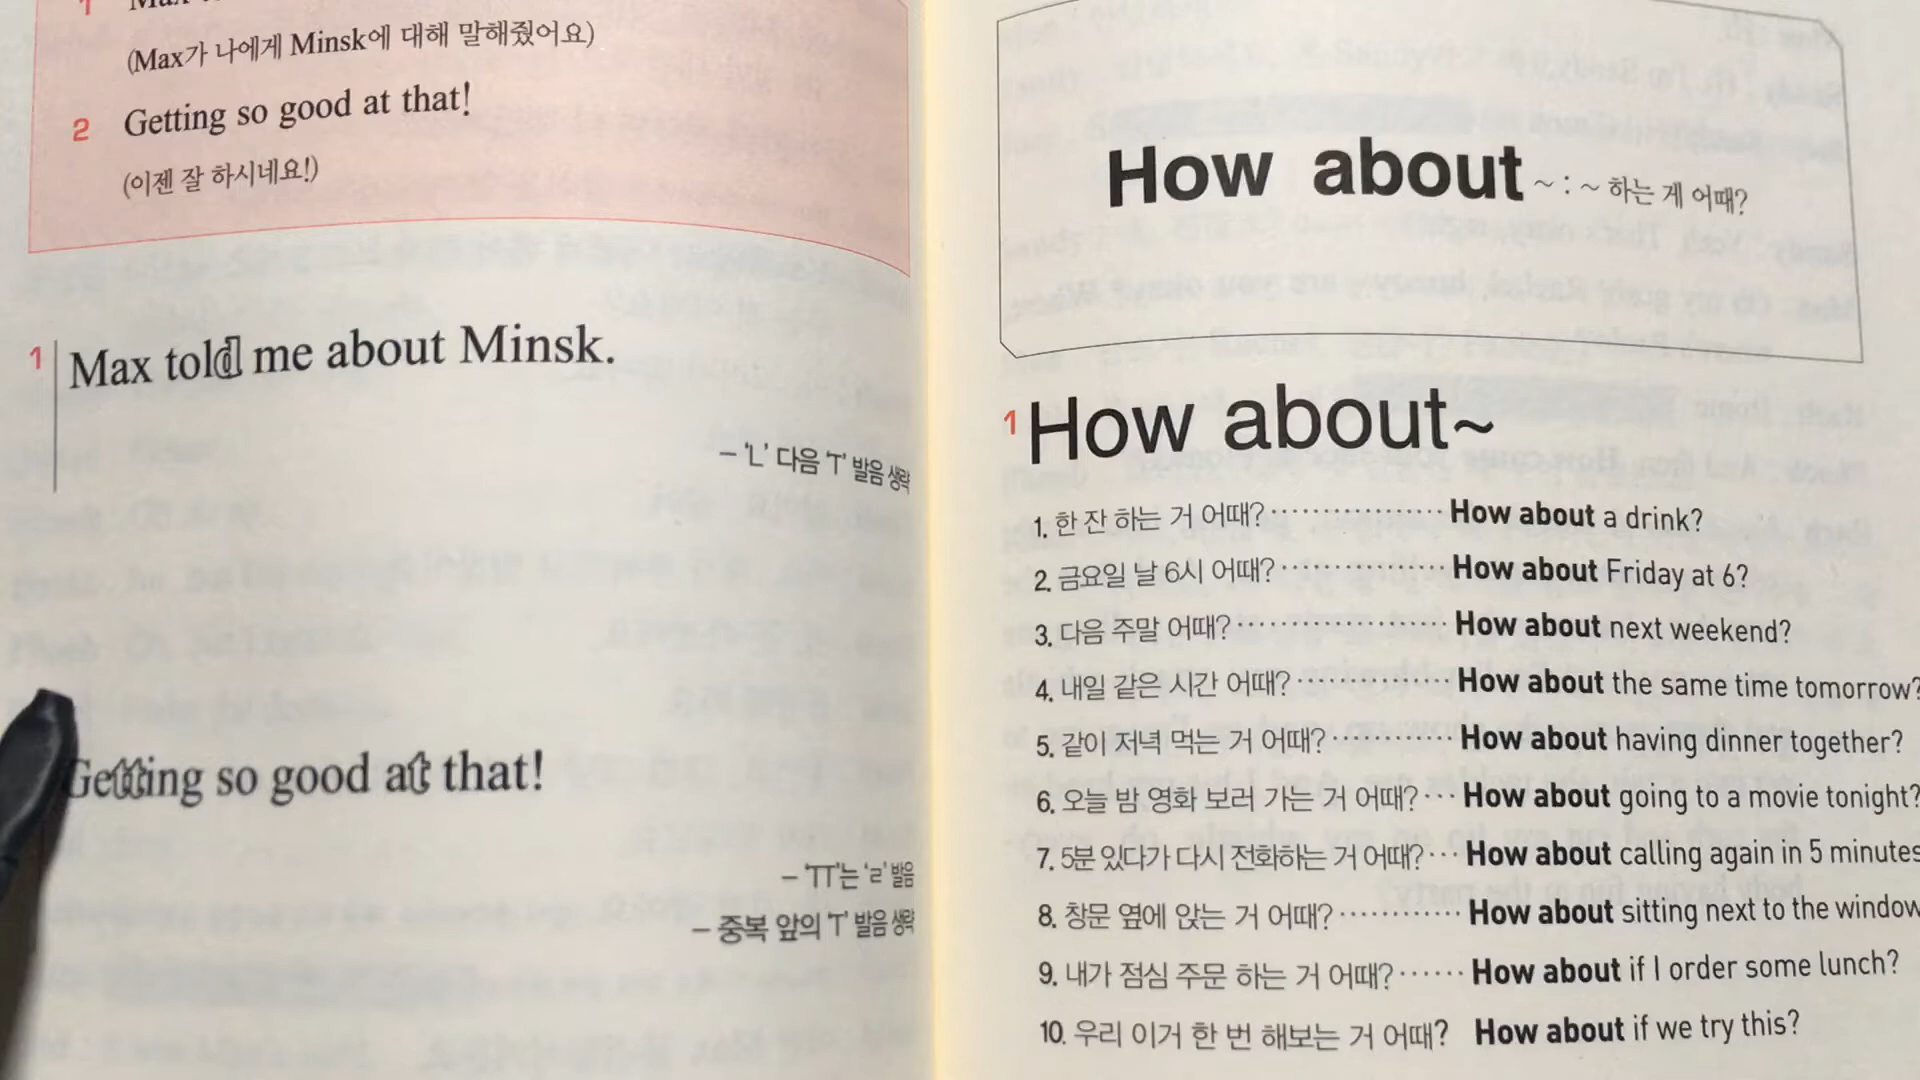 1 Max
(Max가 나에게 Minsk에 대해 말해줬어요)
2 Getting so good at that!
(이젠 잘 하시네요!)
1 Max told me about Minsk.
– 'L' 다음 'T' 발음 생략
Getting so good at that!
– 'TT'는 'ㄹ' 발음
– 중복 앞의 'T' 발음 생략
How about ~ : ~ 하는 게 어때?
1 How about~
1. 한 잔 하는 거 어때? ················ How about a drink?
2. 금요일 날 6시 어때? ················ How about Friday at 6?
3. 다음 주말 어때? ···················· How about next weekend?
4. 내일 같은 시간 어때? ··············· How about the same time tomorrow?
5. 같이 저녁 먹는 거 어때? ············ How about having dinner together?
6. 오늘 밤 영화 보러 가는 거 어때? ··· How about going to a movie tonight?
7. 5분 있다가 다시 전화하는 거 어때? ··· How about calling again in 5 minutes
8. 창문 옆에 앉는 거 어때? ············ How about sitting next to the window
9. 내가 점심 주문 하는 거 어때? ······ How about if I order some lunch?
10. 우리 이거 한 번 해보는 거 어때? How about if we try this?